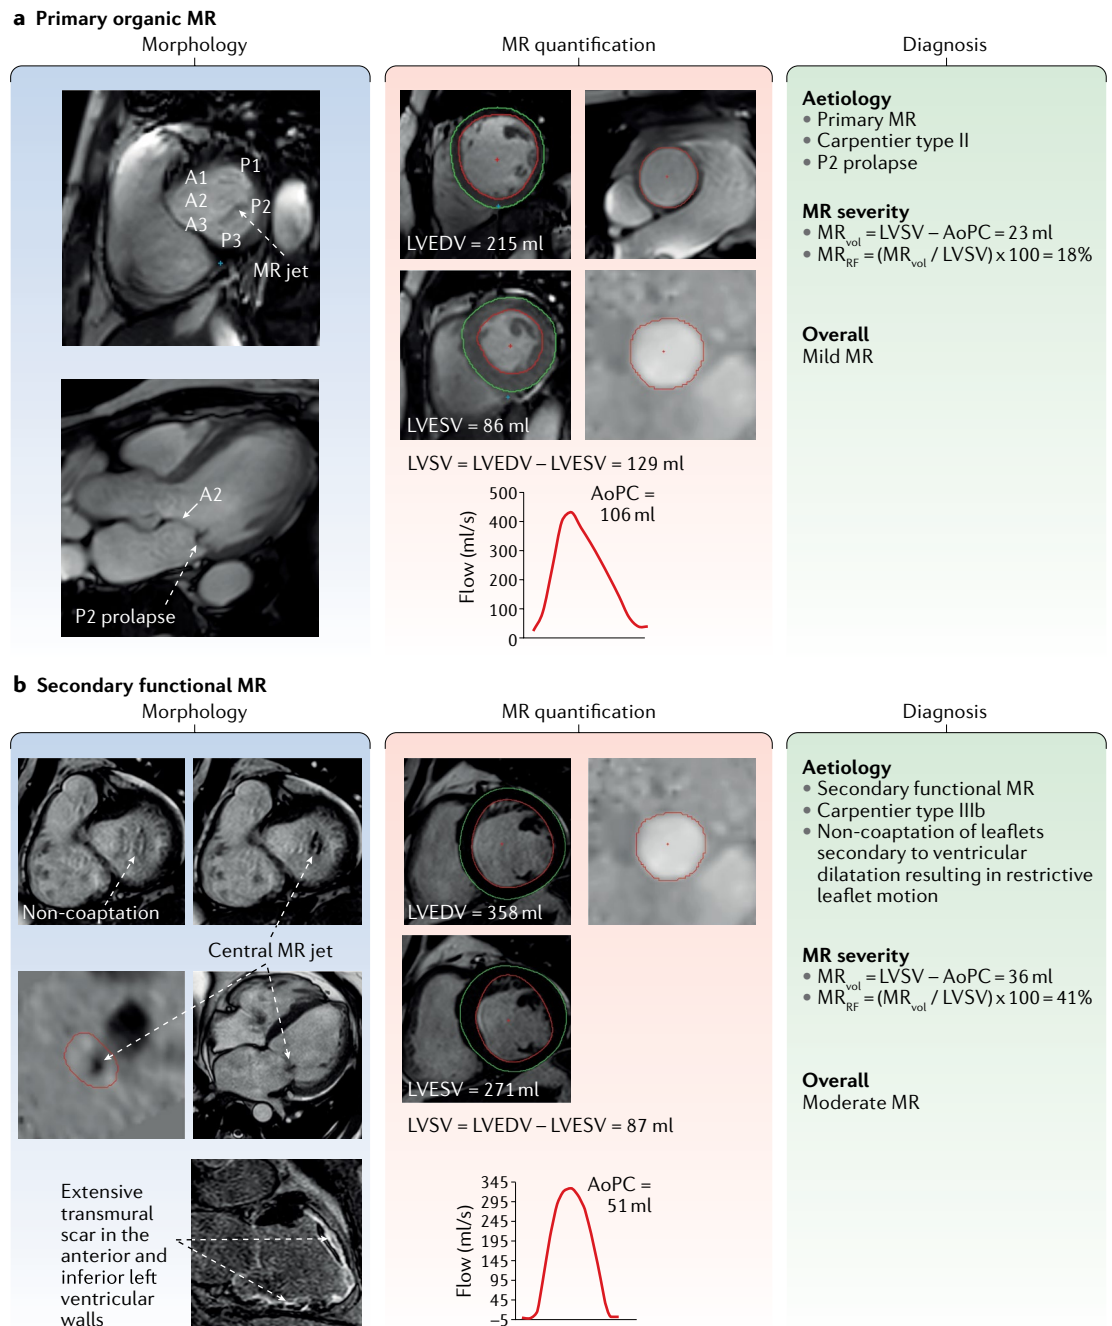 a Primary organic MR
Morphology
MR quantification
Diagnosis
A1
A2
A3
P1
P2
P3
MR jet
A2
P2 prolapse
LVEDV = 215 ml
LVESV = 86 ml
LVSV = LVEDV – LVESV = 129 ml
AoPC =
106 ml
Flow (ml/s)
500
400
300
200
100
0
Aetiology
• Primary MR
• Carpentier type II
• P2 prolapse
MR severity
• MRvol = LVSV – AoPC = 23 ml
• MRRF = (MRvol / LVSV) x 100 = 18%
Overall
Mild MR
b Secondary functional MR
Morphology
MR quantification
Diagnosis
Non-coaptation
Central MR jet
Extensive
transmural
scar in the
anterior and
inferior left
ventricular
walls
LVEDV = 358 ml
LVESV = 271 ml
LVSV = LVEDV – LVESV = 87 ml
AoPC =
51 ml
Flow (ml/s)
345
295
245
195
145
95
45
–5
Aetiology
• Secondary functional MR
• Carpentier type IIIb
• Non-coaptation of leaflets
secondary to ventricular
dilatation resulting in restrictive
leaflet motion
MR severity
• MRvol = LVSV – AoPC = 36 ml
• MRRF = (MRvol / LVSV) x 100 = 41%
Overall
Moderate MR